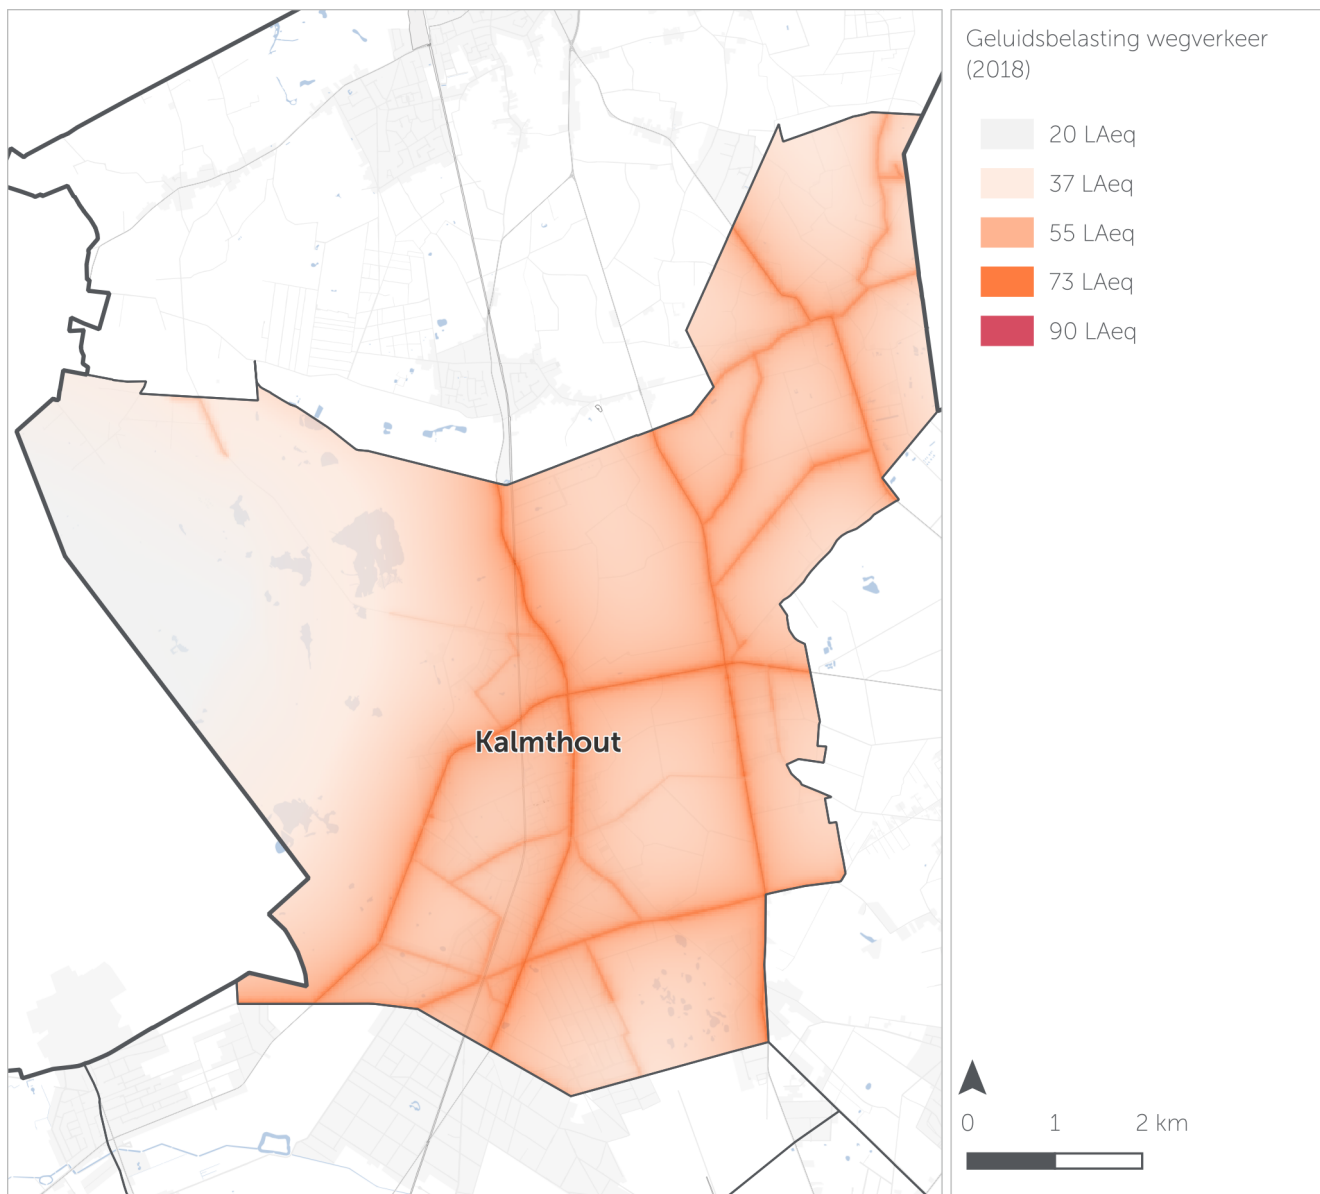 Geluidsbelasting wegverkeer
(2018)
20 LAeq
37 LAeq
55 LAeq
73 LAeq
90 LAeq
Kalmthout
0 1 2 km